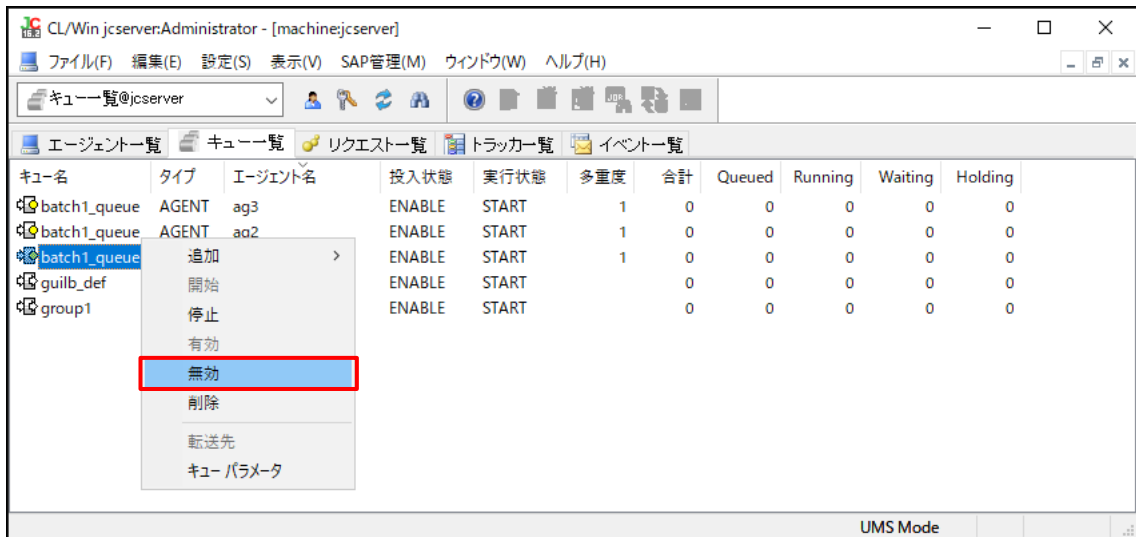 CL/Win jcserver:Administrator - [machine:jcserver]
ファイル(F) 編集(E) 設定(S) 表示(V) SAP管理(M) ウィンドウ(W) ヘルプ(H)
キュー一覧@jcserver
エージェント一覧 キュー一覧 リクエスト一覧 トラッカ一覧 イベント一覧
キュー名 タイプ エージェント名 投入状態 実行状態 多重度 合計 Queued Running Waiting Holding
batch1_queue AGENT ag3 ENABLE START 1 0 0 0 0 0
batch1_queue AGENT ag2 ENABLE START 1 0 0 0 0 0
batch1_queue ENABLE START 1 0 0 0 0 0
guilb_def ENABLE START 0 0 0 0 0
group1 ENABLE START 0 0 0 0 0
追加
開始
停止
有効
無効
削除
転送先
キュー パラメータ
UMS Mode